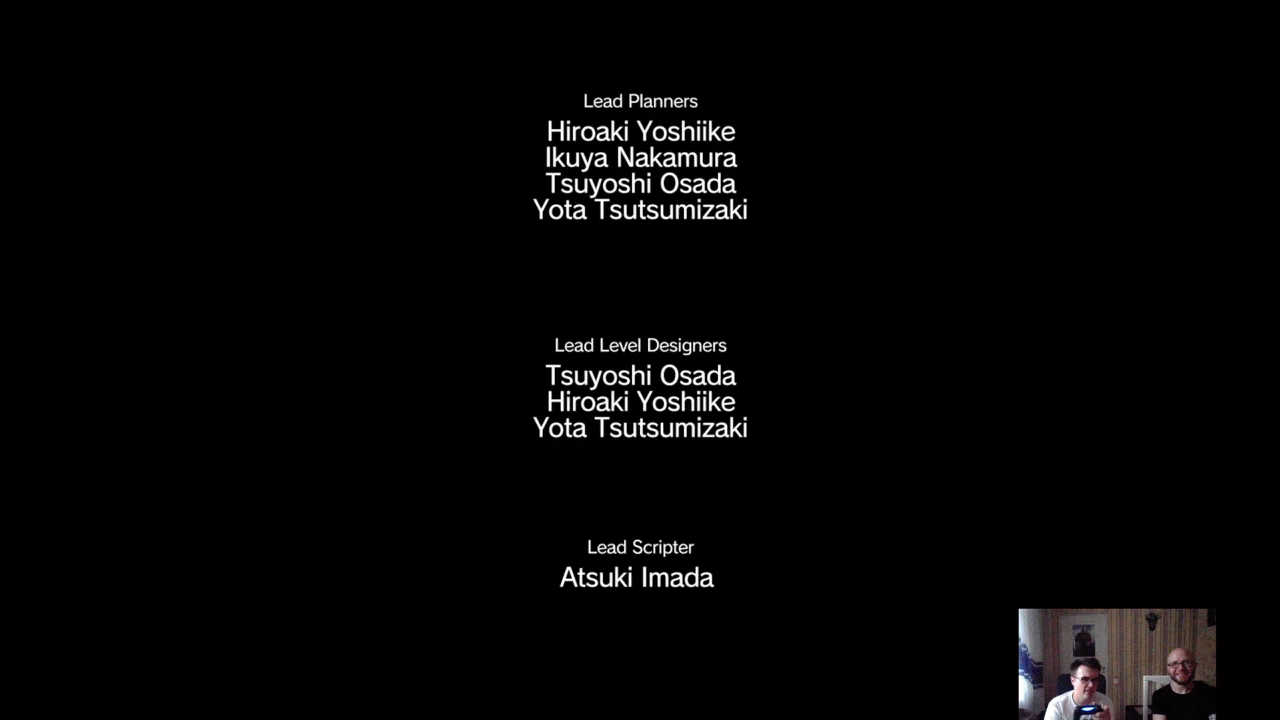 Lead Planners
Hiroaki Yoshiike
Ikuya Nakamura
Tsuyoshi Osada
Yota Tsutsumizaki
Lead Level Designers
Tsuyoshi Osada
Hiroaki Yoshiike
Yota Tsutsumizaki
Lead Scripter
Atsuki Imada